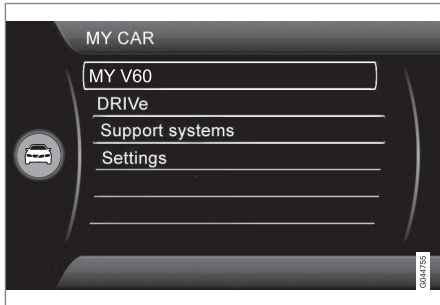 MY CAR
MY V60
DRIVe
Support systems
Settings
G044755